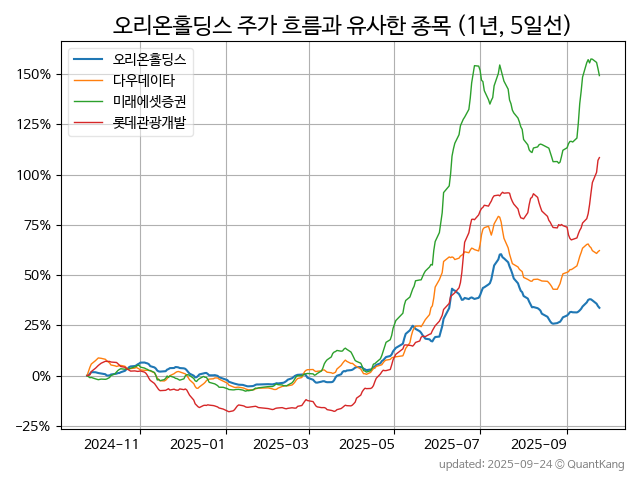 오리온홀딩스 주가 흐름과 유사한 종목 (1년, 5일선)
오리온홀딩스
다우데이타
미래에셋증권
롯데관광개발
150%
125%
100%
75%
50%
25%
0%
−25%
2024-11 2025-01 2025-03 2025-05 2025-07 2025-09
updated: 2025-09-24 © QuantKang